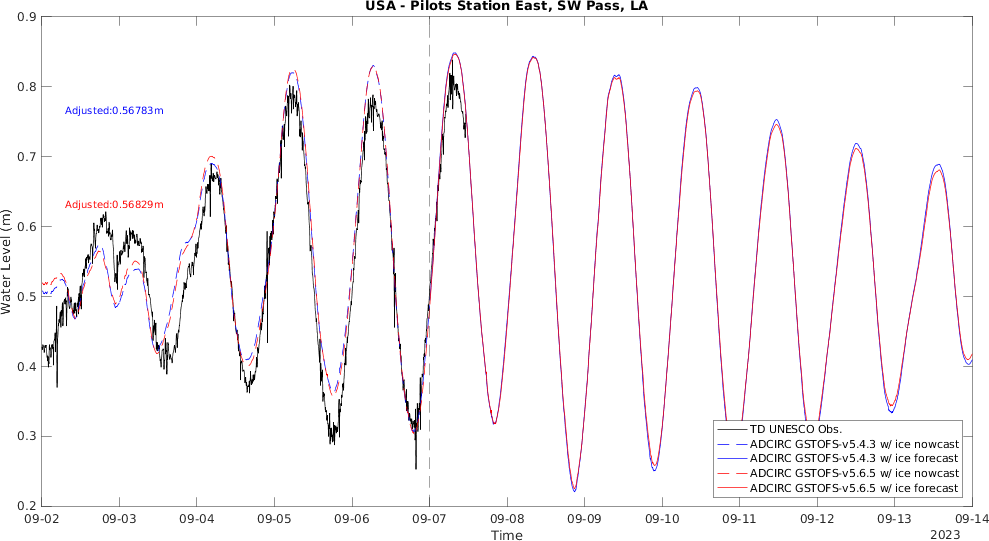 USA - Pilots Station East, SW Pass, LA
0.9
0.8
0.7
0.6
0.5
0.4
0.3
0.2
Water Level (m)
Adjusted:0.56783m
Adjusted:0.56829m
TD UNESCO Obs.
ADCIRC GSTOFS-v5.4.3 w/ ice nowcast
ADCIRC GSTOFS-v5.4.3 w/ ice forecast
ADCIRC GSTOFS-v5.6.5 w/ ice nowcast
ADCIRC GSTOFS-v5.6.5 w/ ice forecast
09-02 09-03 09-04 09-05 09-06 09-07 09-08 09-09 09-10 09-11 09-12 09-13 09-14
Time
2023